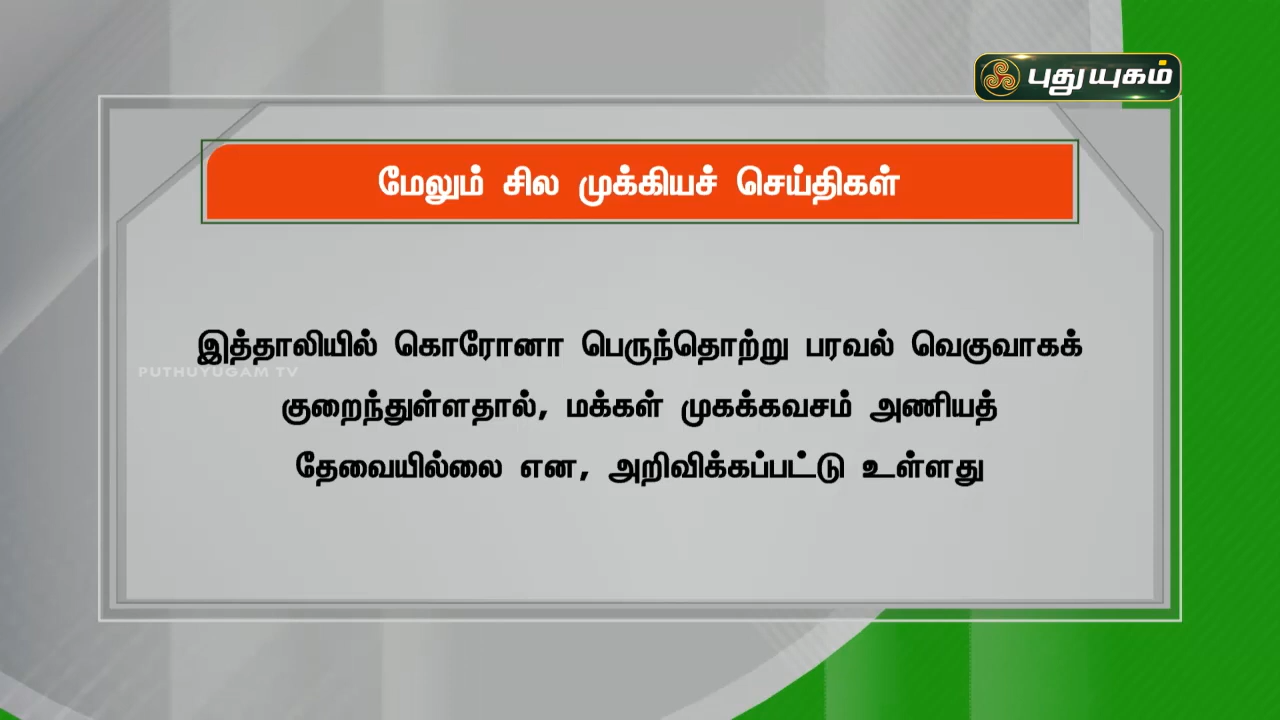 புதுயுகம்
மேலும் சில முக்கியச் செய்திகள்
இத்தாலியில் கொரோனா பெருந்தொற்று பரவல் வெகுவாகக்
PUTHUYUGAM TV
குறைந்துள்ளதால், மக்கள் முகக்கவசம் அணியத்
தேவையில்லை என, அறிவிக்கப்பட்டு உள்ளது